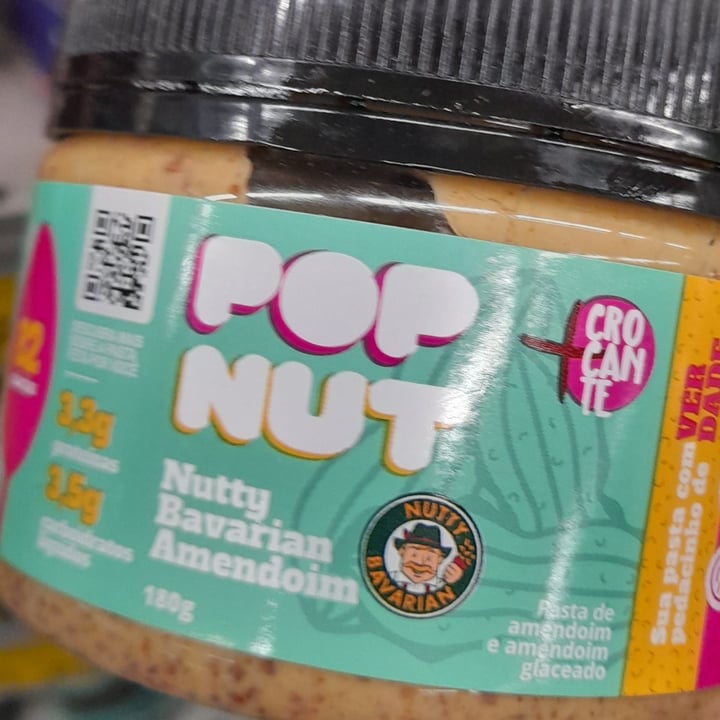 POP
NUT
CRO
CAN
TE
3,3g
proteínas
3,5g
carboidratos
líquidos
Nutty
Bavarian
Amendoim
180g
NUTTY
BAVARIAN
Pasta de
amendoim
e amendoim
glaceado
Sua pasta com VER
pedacinho de DADE